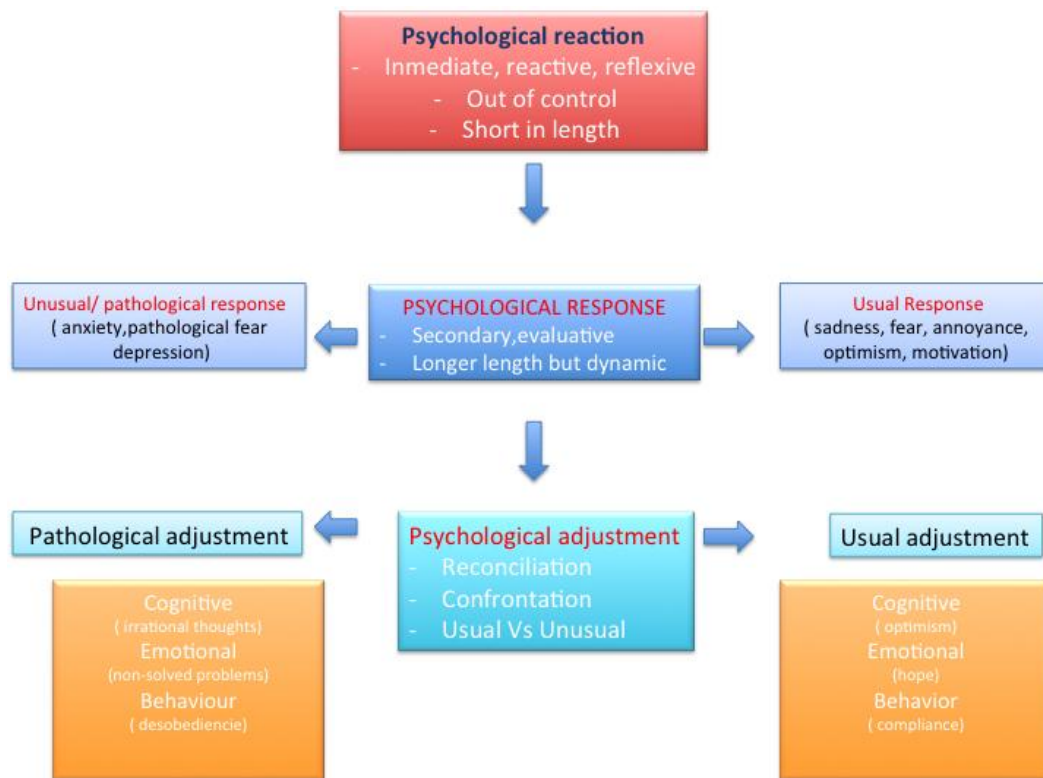 Psychological reaction
- Inmediate, reactive, reflexive
- Out of control
- Short in length
Unusual/ pathological response
( anxiety,pathological fear
depression)
PSYCHOLOGICAL RESPONSE
- Secondary,evaluative
- Longer length but dynamic
Usual Response
( sadness, fear, annoyance,
optimism, motivation)
Pathological adjustment
Psychological adjustment
- Reconciliation
- Confrontation
- Usual Vs Unusual
Usual adjustment
Cognitive
( irrational thoughts)
Emotional
(non-solved problems)
Behaviour
( desobediencie)
Cognitive
( optimism)
Emotional
(hope)
Behavior
( compliance)